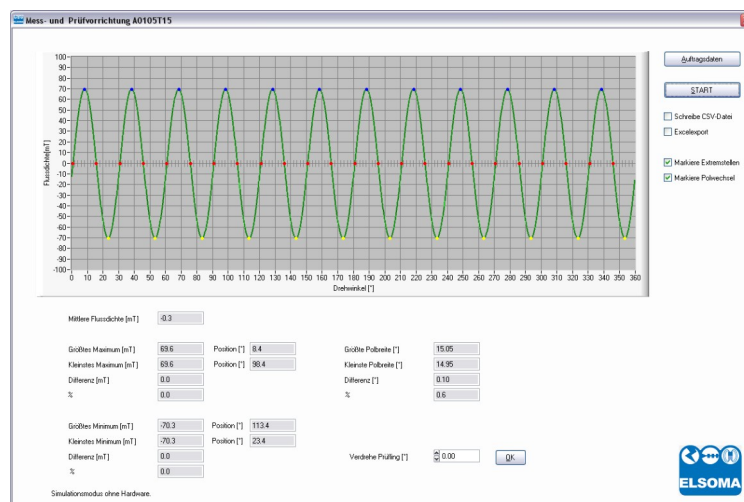 Mess- und Prüfvorrichtung A0105T15
Auftragsdaten
START
Schreibe CSV-Datei
Excelexport
Markiere Extremstellen
Markiere Polwechsel
Flussdichte[mT]
100
90
80
70
60
50
40
30
20
10
0
-10
-20
-30
-40
-50
-60
-70
-80
-90
-100
0 10 20 30 40 50 60 70 80 90 100 110 120 130 140 150 160 170 180 190 200 210 220 230 240 250 260 270 280 290 300 310 320 330 340 350 360
Drehwinkel [°]
Mittlere Flussdichte [mT] -0.3
Größtes Maximum [mT] 69.6 Position [°] 8.4 Größte Polbreite [°] 15.05
Kleinstes Maximum [mT] 69.6 Position [°] 98.4 Kleinste Polbreite [°] 14.95
Differenz [mT] 0.0 Differenz [°] 0.10
% 0.0 % 0.6
Größtes Minimum [mT] -70.3 Position [°] 113.4
Kleinstes Minimum [mT] -70.3 Position [°] 23.4
Differenz [mT] 0.0 Verdrehe Prüfling [°] 0.00 OK
% 0.0
Simulationsmodus ohne Hardware.
ELSOMA